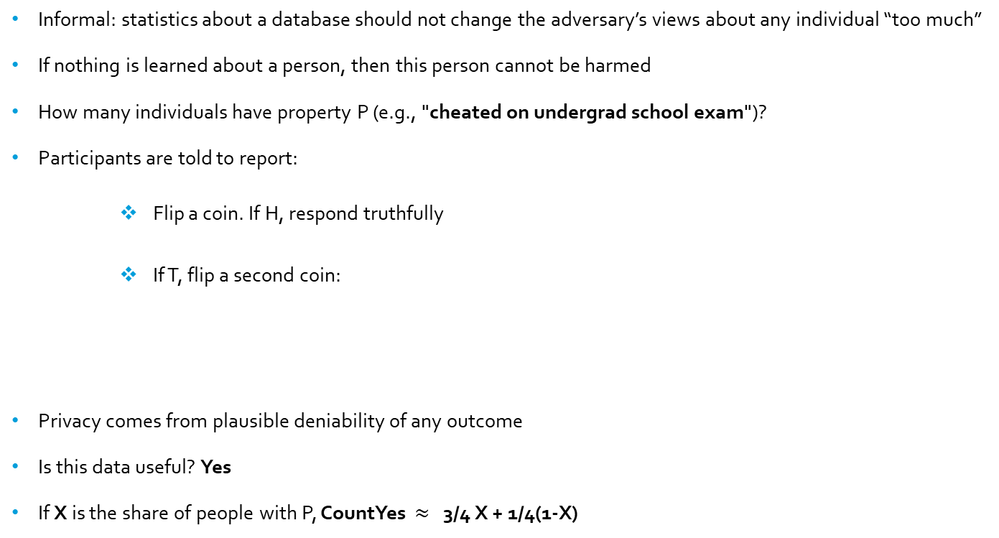 • Informal: statistics about a database should not change the adversary’s views about any individual “too much”
• If nothing is learned about a person, then this person cannot be harmed
• How many individuals have property P (e.g., "cheated on undergrad school exam")?
• Participants are told to report:
❖ Flip a coin. If H, respond truthfully
❖ If T, flip a second coin:
• Privacy comes from plausible deniability of any outcome
• Is this data useful? Yes
• If X is the share of people with P, CountYes ≈ 3/4 X + 1/4(1-X)